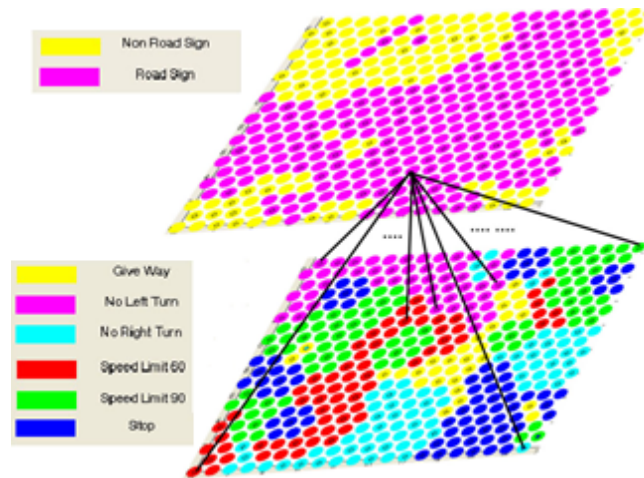 Non Road Sign
Road Sign
.... .... ....
Give Way
No Left Turn
No Right Turn
Speed Limit 60
Speed Limit 90
Stop